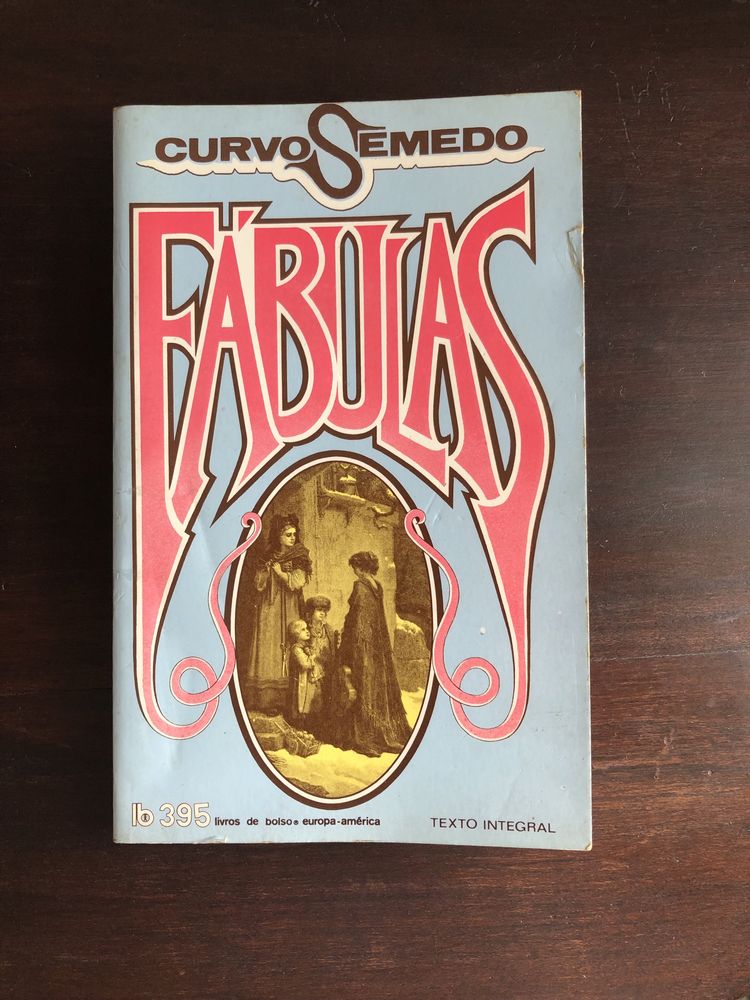 CURVO SEMEDO
FÁBULAS
lb 395 livros de bolso® europa-américa
TEXTO INTEGRAL